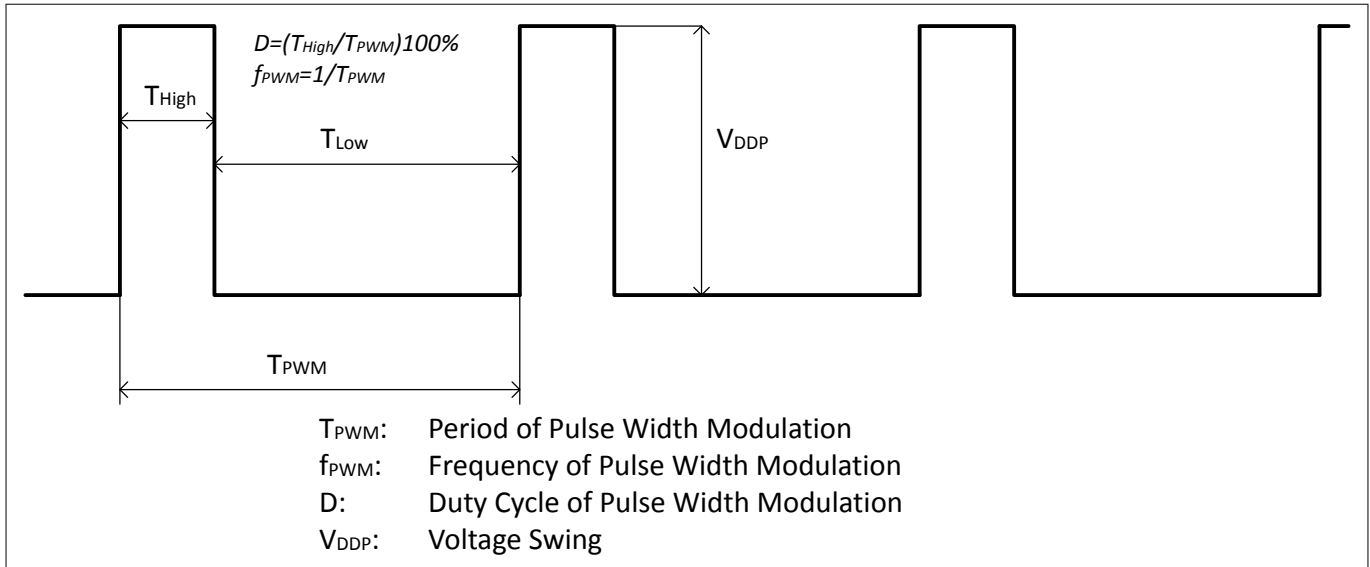 D=(THigh/TPWM)100%
fPWM=1/TPWM
THigh
TLow
VDDP
TPWM
TPWM: Period of Pulse Width Modulation
fPWM: Frequency of Pulse Width Modulation
D: Duty Cycle of Pulse Width Modulation
VDDP: Voltage Swing